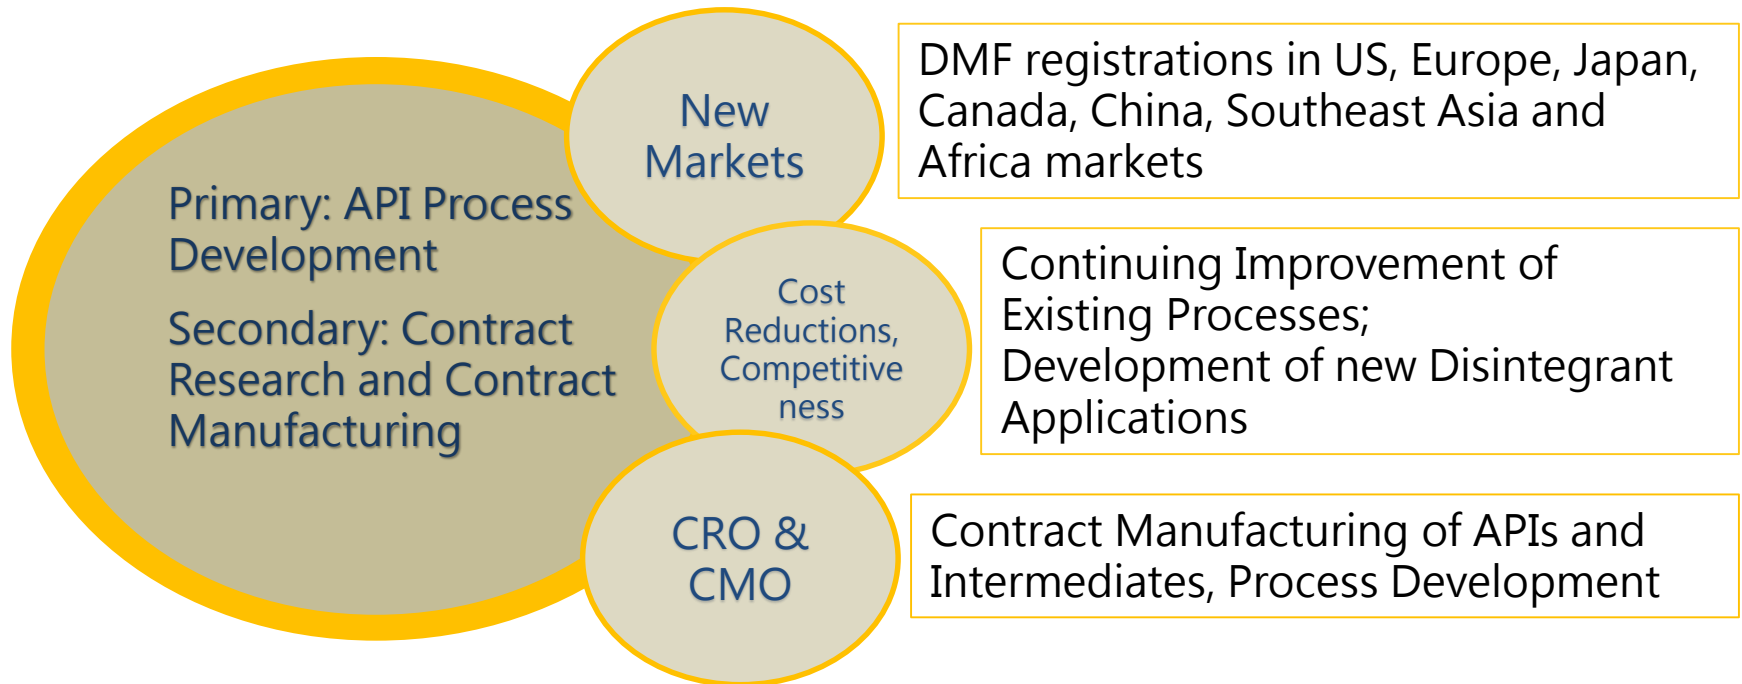 Primary: API Process
Development
Secondary: Contract
Research and Contract
Manufacturing
New
Markets
DMF registrations in US, Europe, Japan,
Canada, China, Southeast Asia and
Africa markets
Cost
Reductions,
Competitive
ness
Continuing Improvement of
Existing Processes;
Development of new Disintegrant
Applications
CRO &
CMO
Contract Manufacturing of APIs and
Intermediates, Process Development